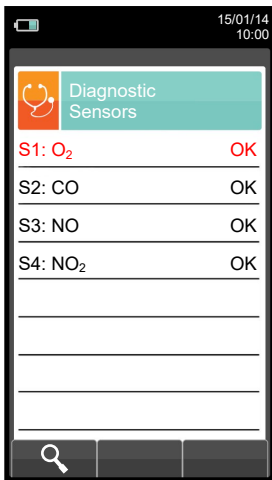 15/01/14
10:00
Diagnostic
Sensors
S1: O₂ OK
S2: CO OK
S3: NO OK
S4: NO₂ OK